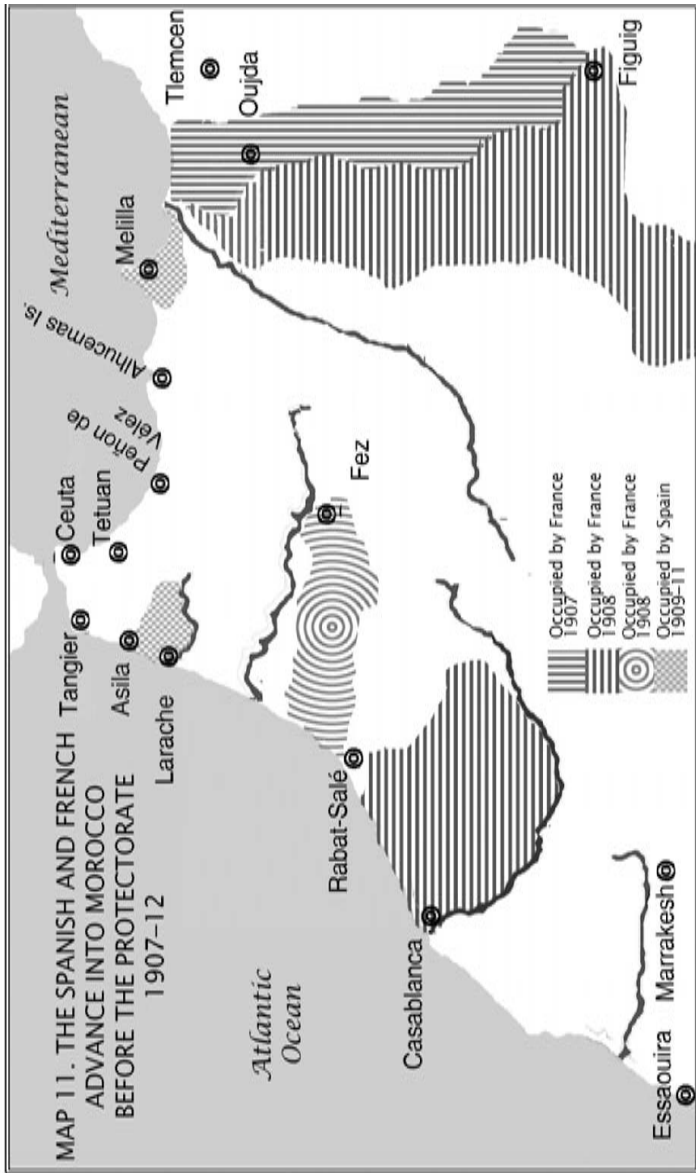 MAP 11. THE SPANISH AND FRENCH
ADVANCE INTO MOROCCO
BEFORE THE PROTECTORATE
1907–12
Mediterranean
Atlantic
Ocean
Tangier
Ceuta
Tetuan
Asila
Larache
Peñon de
Vélez
Alhucemas Is.
Melilla
Tlemcen
Oujda
Figuig
Fez
Rabat-Salé
Casablanca
Essaouira
Marrakesh
Occupied by France
1907
Occupied by France
1908
Occupied by France
1908
Occupied by Spain
1909–11